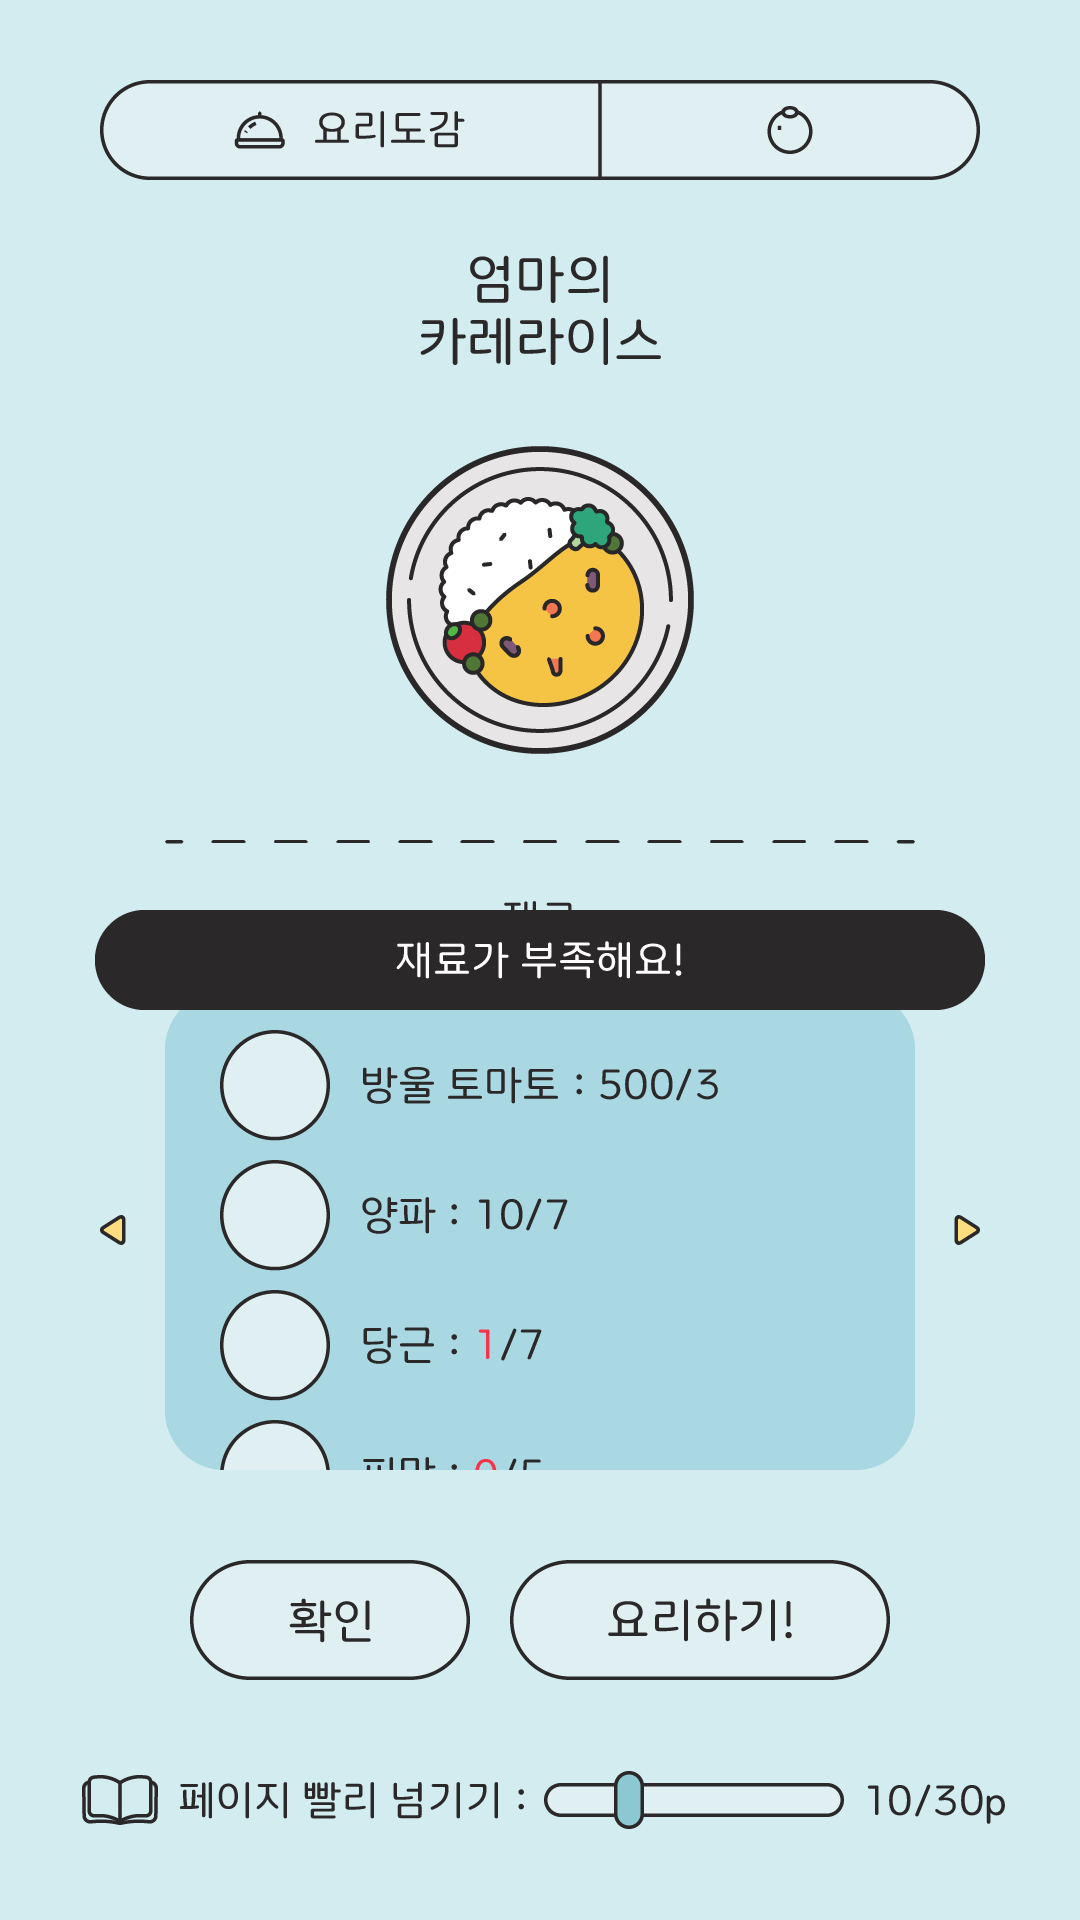 요리도감
엄마의
카레라이스
재료가 부족해요!
방울 토마토 : 500/3
양파 : 10/7
당근 : 1/7
확인
요리하기!
페이지 빨리 넘기기 :
10/30p